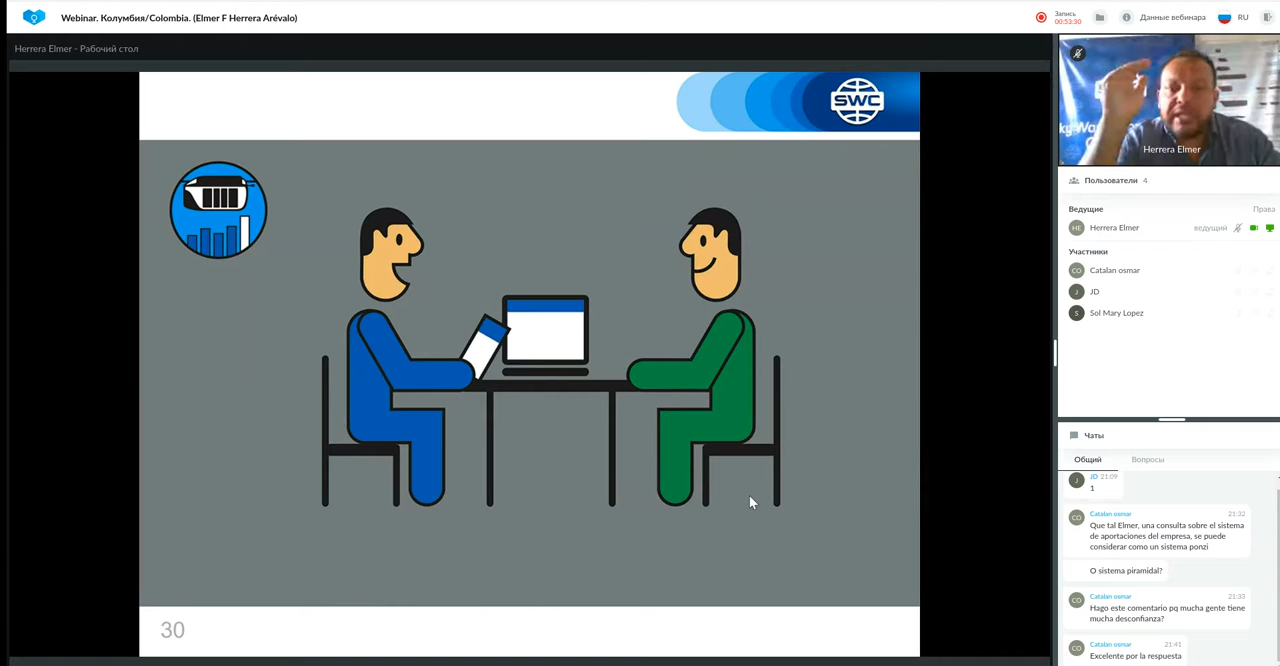 Webinar. Колумбия/Colombia. (Elmer F Herrera Arévalo)
Запись
00:53:30
Данные вебинара
RU
Herrera Elmer - Рабочий стол
SWC
30
Herrera Elmer
Пользователи 4
Ведущие Права
HE Herrera Elmer ведущий
Участники
CO Catalan osmar
J JD
S Sol Mary Lopez
Чаты
Общий Вопросы
J JD 21:09
1
CO Catalan osmar 21:32
Que tal Elmer, una consulta sobre el sistema
de aportaciones del empresa, se puede
considerar como un sistema ponzi
O sistema piramidal?
CO Catalan osmar 21:33
Hago este comentario pq mucha gente tiene
mucha desconfianza?
CO Catalan osmar 21:41
Excelente por la respuesta